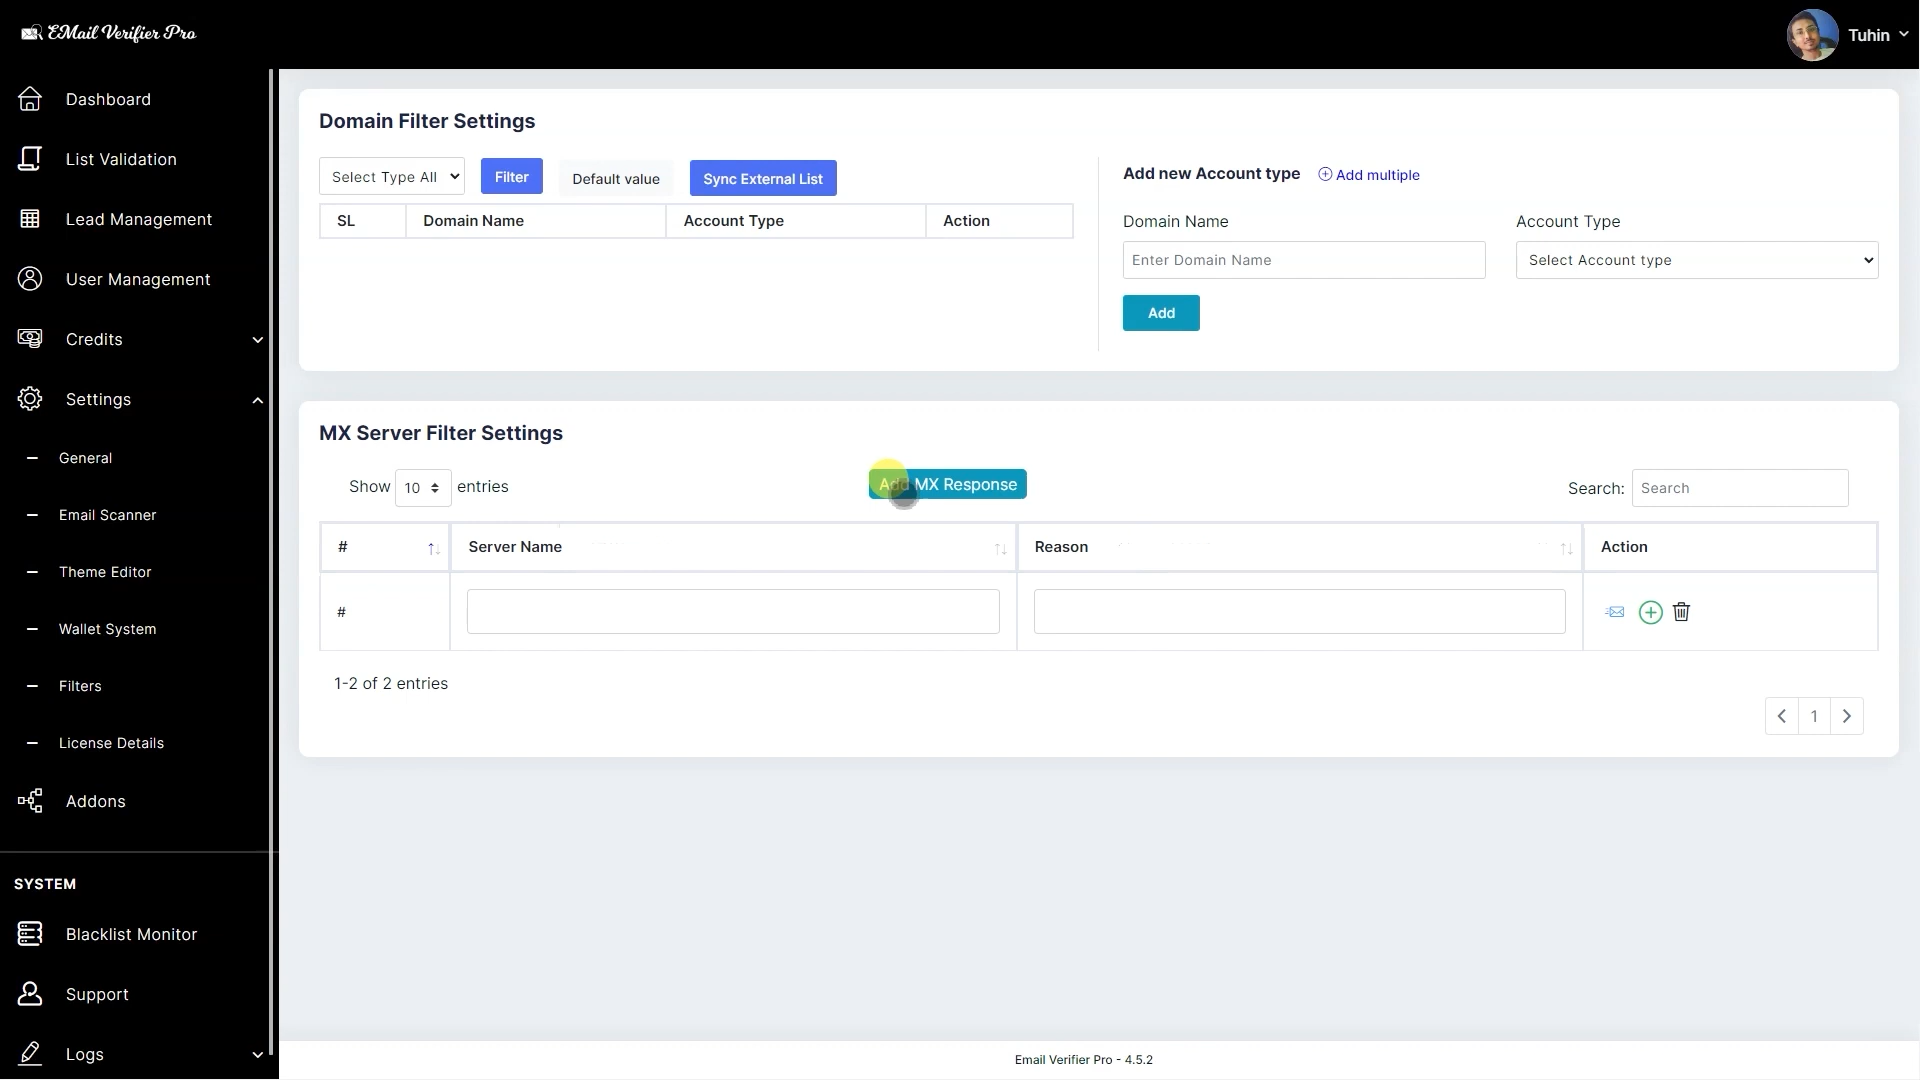 EMail Verifier Pro
Tuhin
Dashboard
List Validation
Lead Management
User Management
Credits
Settings
General
Email Scanner
Theme Editor
Wallet System
Filters
License Details
Addons
SYSTEM
Blacklist Monitor
Support
Logs
Domain Filter Settings
Select Type All
Filter
Default value
Sync External List
SL Domain Name Account Type Action
Add new Account type
Add multiple
Domain Name
Enter Domain Name
Account Type
Select Account type
Add
MX Server Filter Settings
Show 10 entries
Add MX Response
Search: Search
# Server Name Reason Action
#
1-2 of 2 entries
1
Email Verifier Pro - 4.5.2